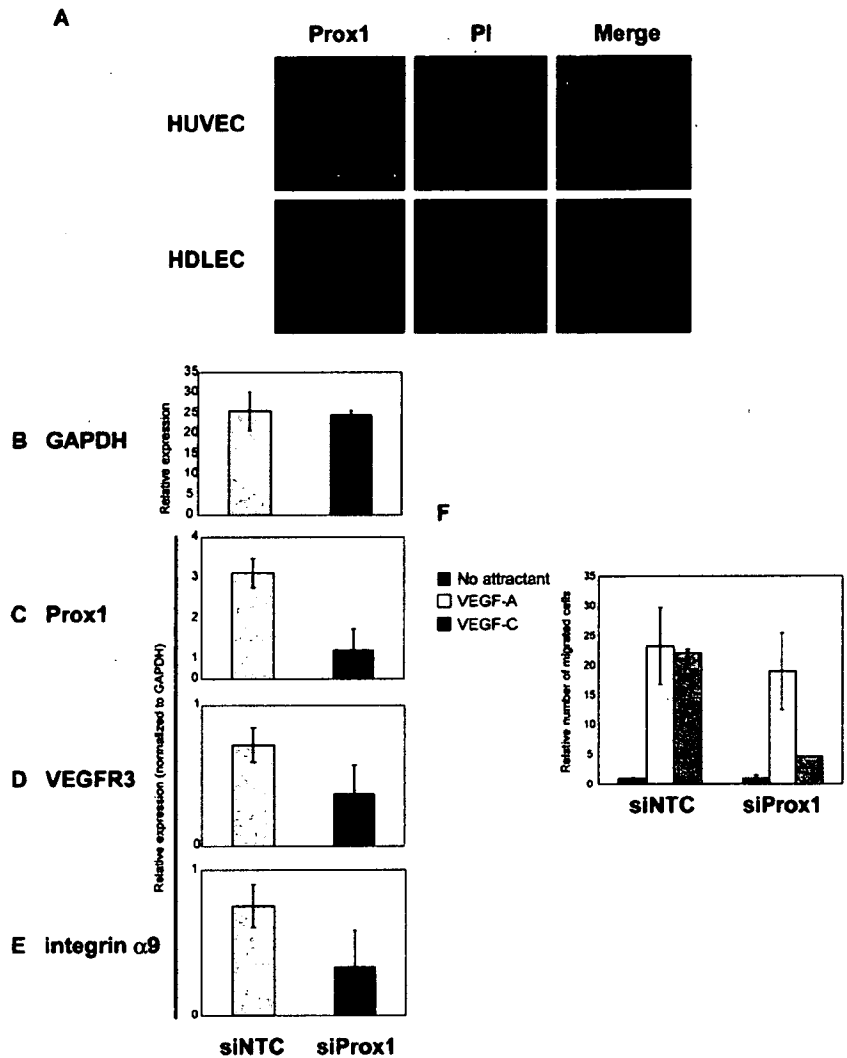 A
Prox1 PI Merge
HUVEC
HDLEC
B GAPDH
Relative expression
35
30
25
20
15
10
5
0
C Prox1
4
3
2
1
0
D VEGFR3
1
0
E integrin α9
1
0
Relative expression (normalized to GAPDH)
siNTC siProx1
F
No attractant
VEGF-A
VEGF-C
Relative number of migrated cells
35
30
25
20
15
10
5
0
siNTC siProx1